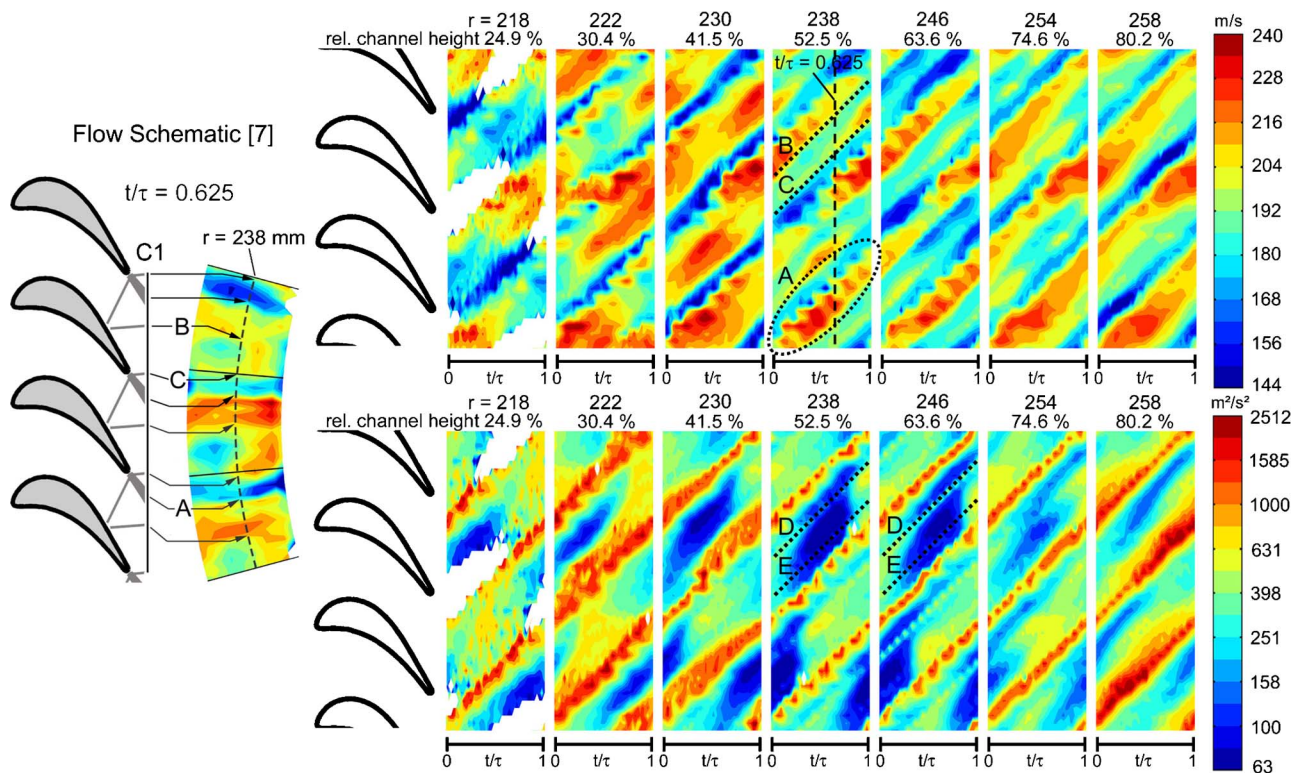 r = 218 222 230 238 246 254 258 m/s
rel. channel height 24.9 % 30.4 % 41.5 % 52.5 % 63.6 % 74.6 % 80.2 %
t/τ = 0.625
240
228
216
204
192
180
168
156
144
B
C
A
0 t/τ 1 0 t/τ 1 0 t/τ 1 0 t/τ 1 0 t/τ 1 0 t/τ 1 0 t/τ 1
Flow Schematic [7]
t/τ = 0.625
r = 238 mm
C1
B
C
A
r = 218 222 230 238 246 254 258 m²/s²
rel. channel height 24.9 % 30.4 % 41.5 % 52.5 % 63.6 % 74.6 % 80.2 %
2512
1585
1000
631
398
251
158
100
63
D D
E E
0 t/τ 1 0 t/τ 1 0 t/τ 1 0 t/τ 1 0 t/τ 1 0 t/τ 1 0 t/τ 1